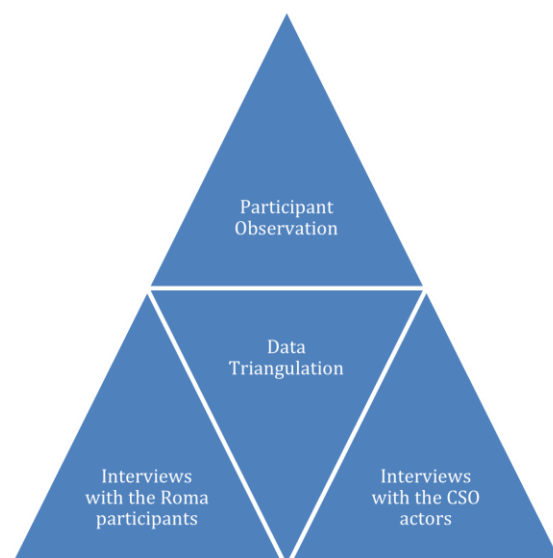 Participant
Observation
Data
Triangulation
Interviews
with the Roma
participants
Interviews
with the CSO
actors